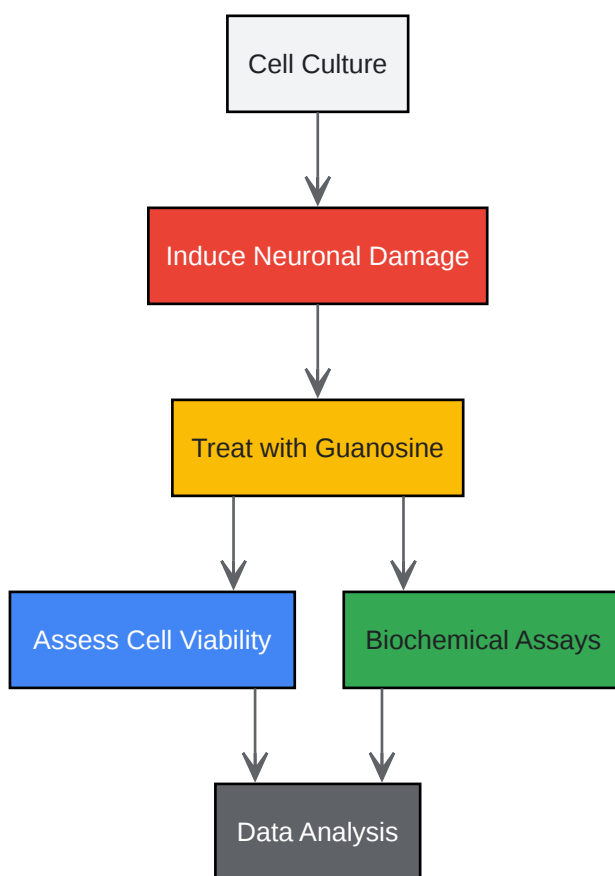 Cell Culture
Induce Neuronal Damage
Treat with Guanosine
Assess Cell Viability
Biochemical Assays
Data Analysis